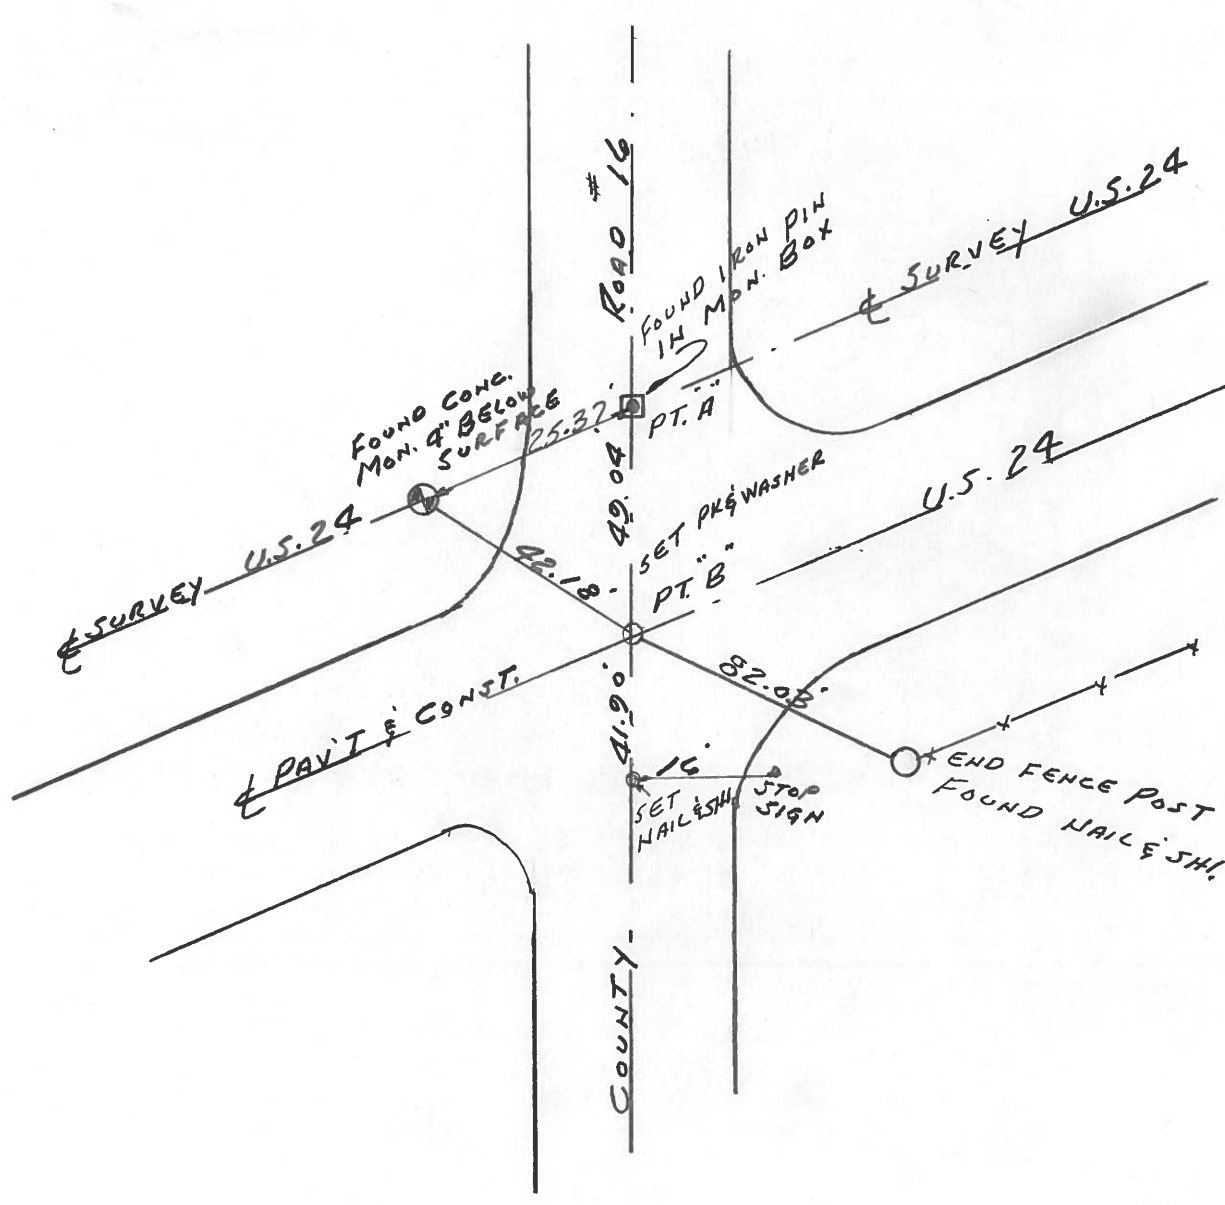 U.S. 24
℄ SURVEY
ROAD # 16
FOUND IRON PIN
IN MON. BOX
FOUND CONC.
MON. 4" BELOW
SURFACE
25.37'
PT. "A"
49.04'
U.S. 24
SET PK & WASHER
PT. "B"
U.S. 24
℄ SURVEY
42.18'
82.03'
℄ PAV'T & CONST.
41.90'
16'
STOP
SIGN
SET
NAIL & SH.
END FENCE POST
FOUND NAIL & SH.
COUNTY